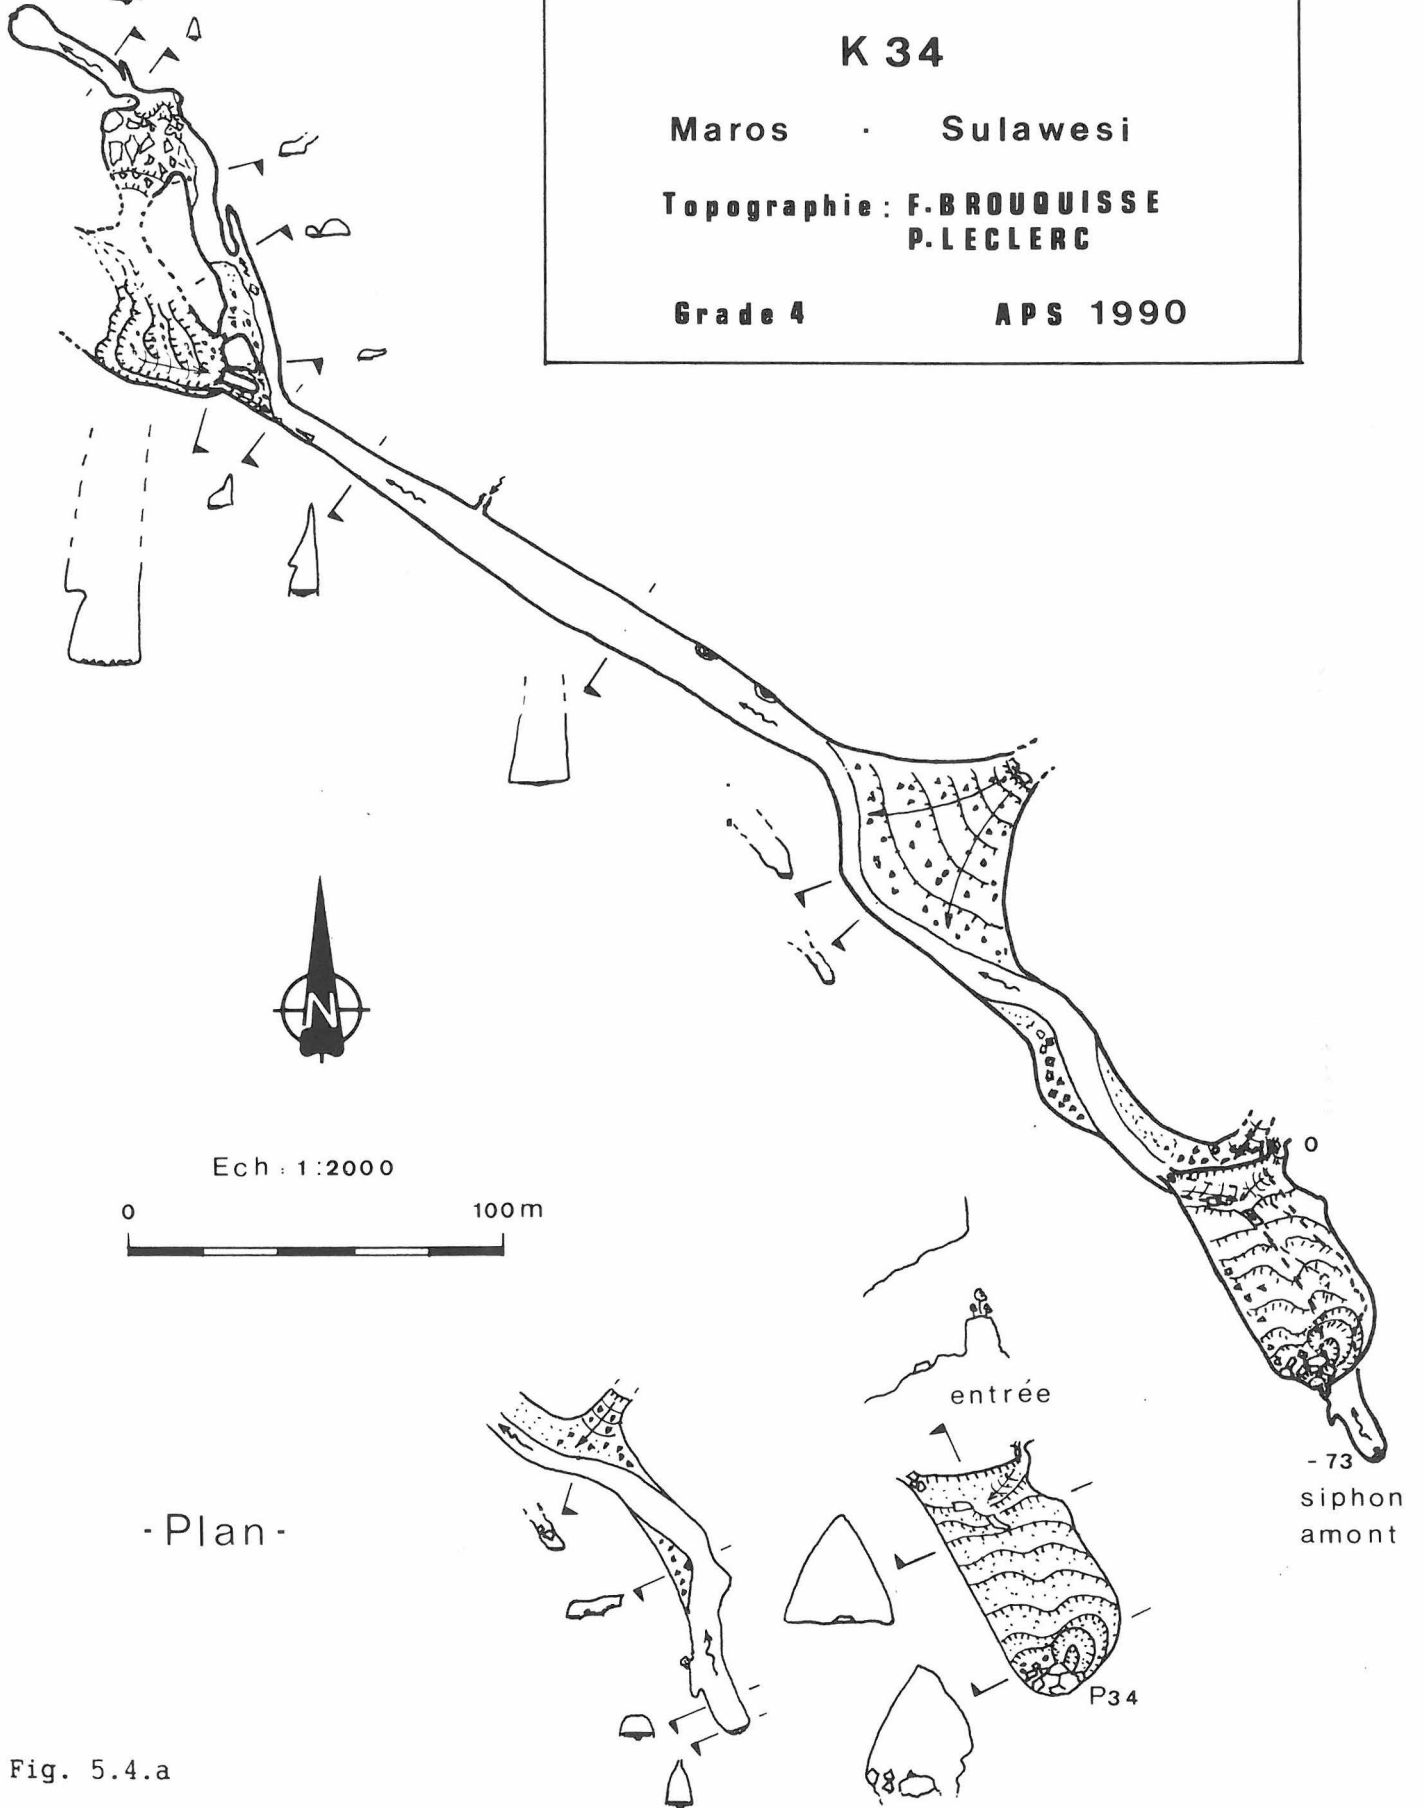 K 34
Maros · Sulawesi
Topographie: F.BROUQUISSE
P.LECLERC
Grade 4 APS 1990
N
Ech : 1:2000
0 100m
0
entrée
-73
siphon
amont
-Plan-
P34
Fig. 5.4.a